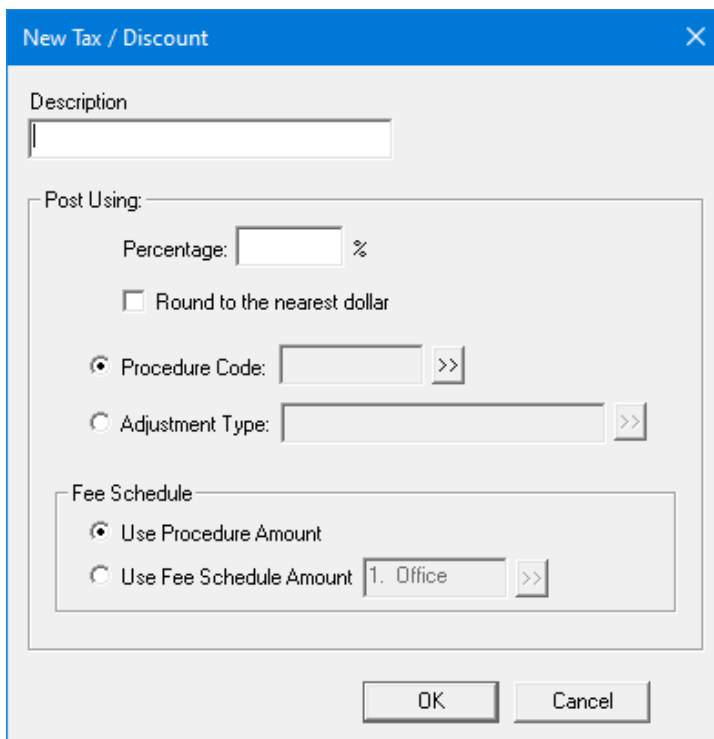 New Tax / Discount
Description
Post Using:
Percentage: %
Round to the nearest dollar
Procedure Code: >>
Adjustment Type: >>
Fee Schedule
Use Procedure Amount
Use Fee Schedule Amount 1. Office >>
OK Cancel